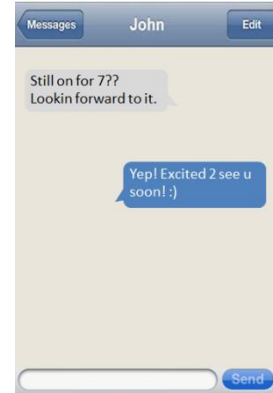 Messages John Edit
Still on for 7??
Lookin forward to it.
Yep! Excited 2 see u
soon! :)
Send